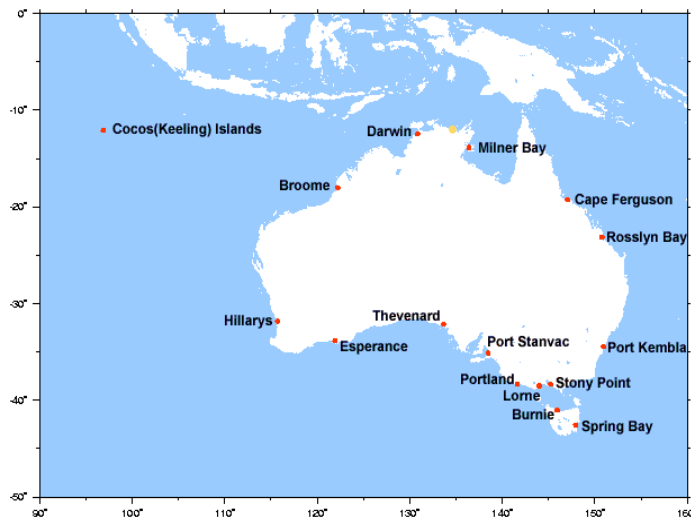 0°
-10°
Cocos(Keeling) Islands
Darwin
Milner Bay
Broome
Cape Ferguson
-20°
Rosslyn Bay
-30°
Thevenard
Hillarys
Esperance
Port Stanvac
Port Kembla
Portland
Stony Point
Lorne
-40°
Burnie
Spring Bay
-50°
90° 100° 110° 120° 130° 140° 150° 160°